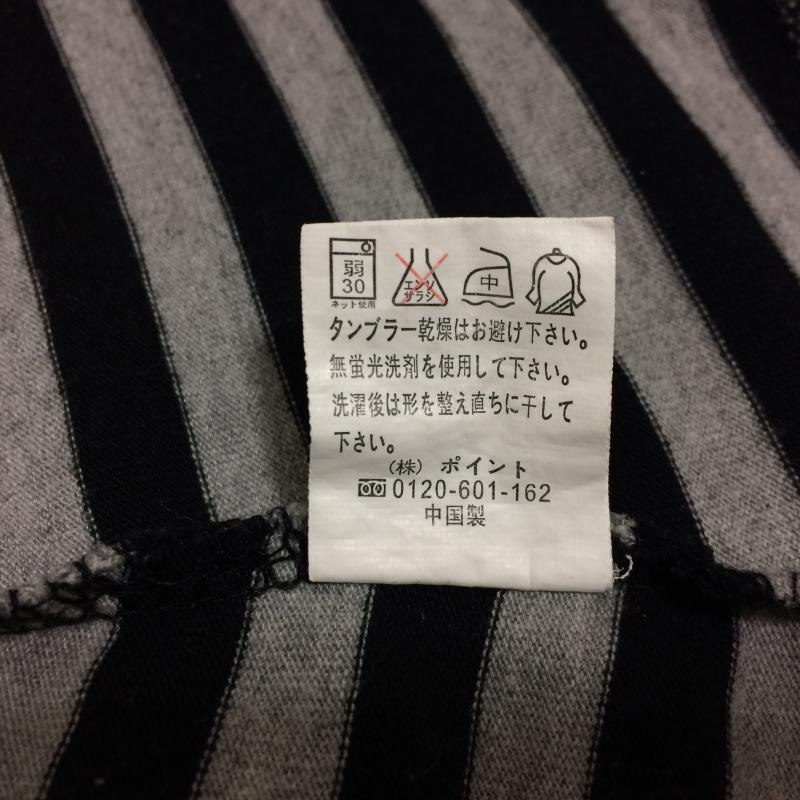 弱
30
ネット使用
エンソ
サラシ
中
タンブラー乾燥はお避け下さい。
無蛍光洗剤を使用して下さい。
洗濯後は形を整え直ちに干して
下さい。
(株) ポイント
0120-601-162
中国製